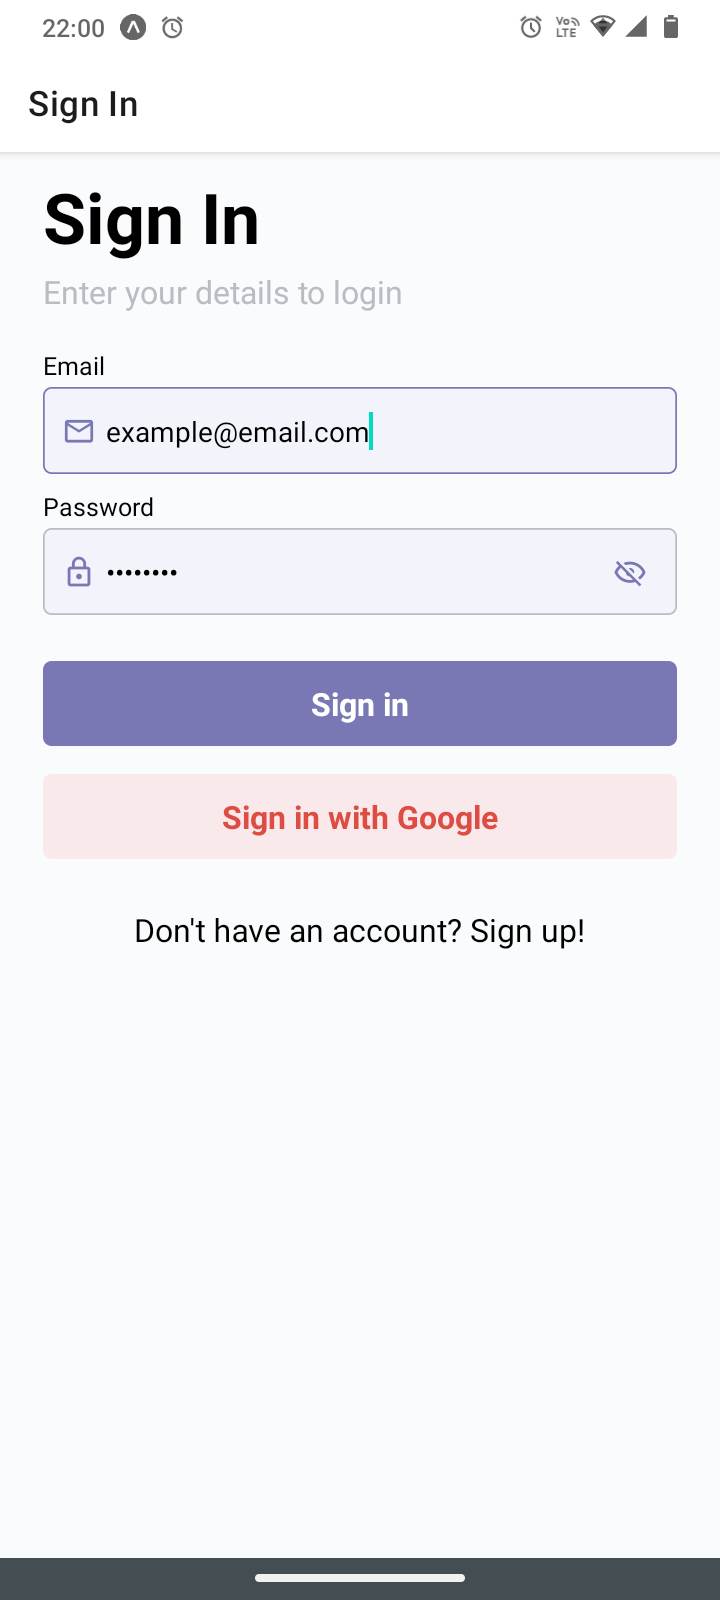 22:00
Vo LTE
Sign In
Sign In
Enter your details to login
Email
example@email.com
Password
••••••••
Sign in
Sign in with Google
Don't have an account? Sign up!